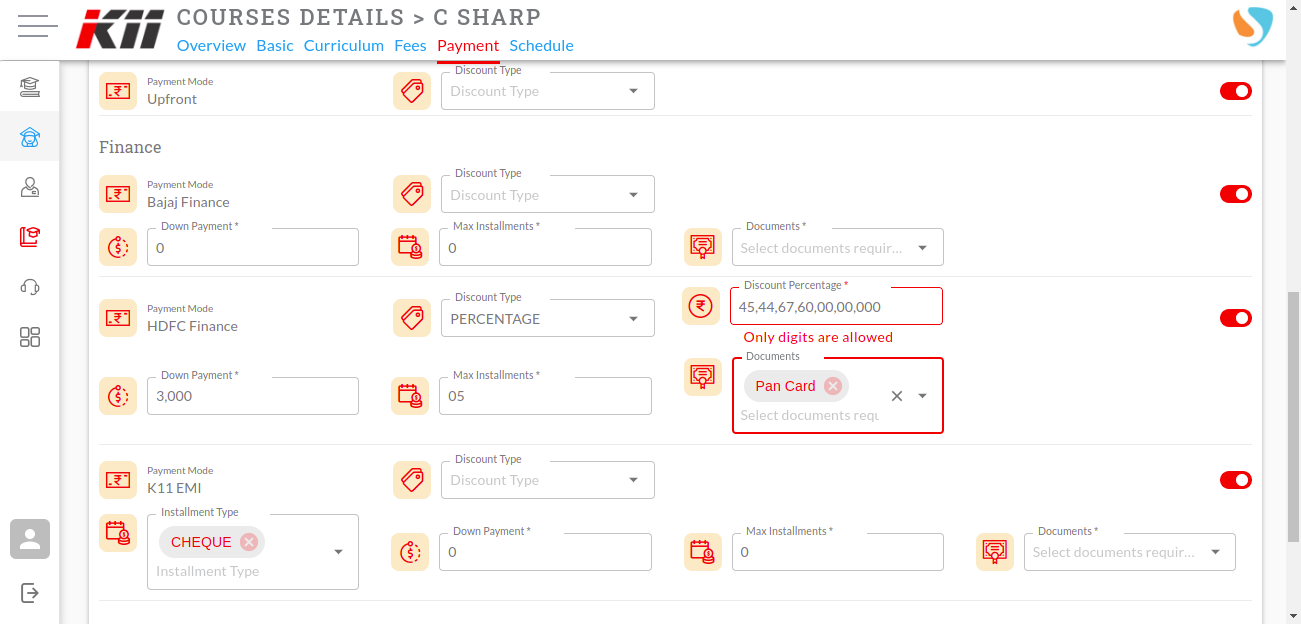 K11
COURSES DETAILS > C SHARP
Overview Basic Curriculum Fees Payment Schedule
Payment Mode
Upfront
Discount Type
Discount Type
Finance
Payment Mode
Bajaj Finance
Discount Type
Discount Type
Down Payment *
0
Max Installments *
0
Documents *
Select documents requir...
Payment Mode
HDFC Finance
Discount Type
PERCENTAGE
Discount Percentage *
45,44,67,60,00,00,000
Only digits are allowed
Down Payment *
3,000
Max Installments *
05
Documents
Pan Card
Select documents requ
Payment Mode
K11 EMI
Discount Type
Discount Type
Installment Type
CHEQUE
Installment Type
Down Payment *
0
Max Installments *
0
Documents *
Select documents requir...